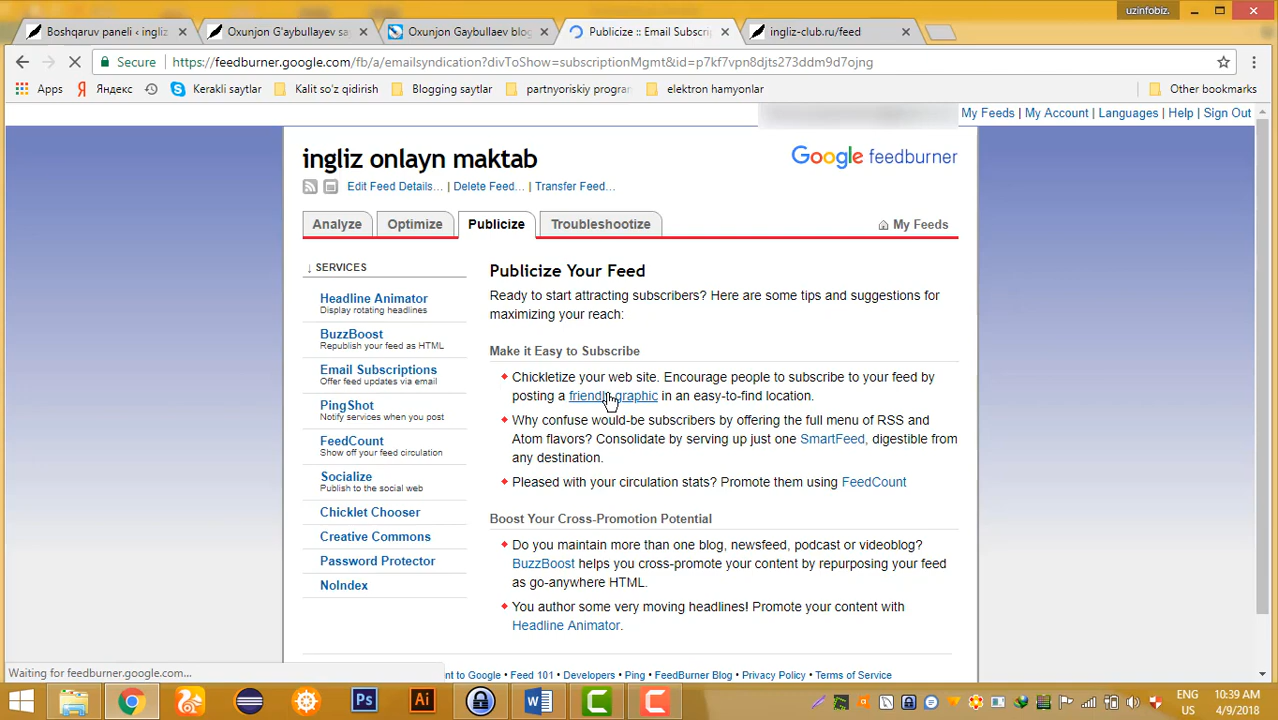 uzinfobiz.
Boshqaruv paneli ‹ ingliz
Oxunjon G'aybullayev sa
Oxunjon Gaybullaev blog
Publicize :: Email Subscri
ingliz-club.ru/feed
Secure
https://feedburner.google.com/fb/a/emailsyndication?divToShow=subscriptionMgmt&id=p7kf7vpn8djts273ddm9d7ojng
Apps
Яндекс
Kerakli saytlar
Kalit so'z qidirish
Blogging saytlar
partnyoriskiy progran
elektron hamyonlar
Other bookmarks
My Feeds | My Account | Languages | Help | Sign Out
ingliz onlayn maktab
Google feedburner
Edit Feed Details... | Delete Feed... | Transfer Feed...
Analyze
Optimize
Publicize
Troubleshootize
My Feeds
↓ SERVICES
Headline Animator
Display rotating headlines
BuzzBoost
Republish your feed as HTML
Email Subscriptions
Offer feed updates via email
PingShot
Notify services when you post
FeedCount
Show off your feed circulation
Socialize
Publish to the social web
Chicklet Chooser
Creative Commons
Password Protector
NoIndex
Publicize Your Feed
Ready to start attracting subscribers? Here are some tips and suggestions for
maximizing your reach:
Make it Easy to Subscribe
Chickletize your web site. Encourage people to subscribe to your feed by
posting a friendly graphic in an easy-to-find location.
Why confuse would-be subscribers by offering the full menu of RSS and
Atom flavors? Consolidate by serving up just one SmartFeed, digestible from
any destination.
Pleased with your circulation stats? Promote them using FeedCount
Boost Your Cross-Promotion Potential
Do you maintain more than one blog, newsfeed, podcast or videoblog?
BuzzBoost helps you cross-promote your content by repurposing your feed
as go-anywhere HTML.
You author some very moving headlines! Promote your content with
Headline Animator.
Waiting for feedburner.google.com...
nt to Google • Feed 101 • Developers • Ping • FeedBurner Blog • Privacy Policy • Terms of Service
Ps
Ai
ENG
US
10:39 AM
4/9/2018